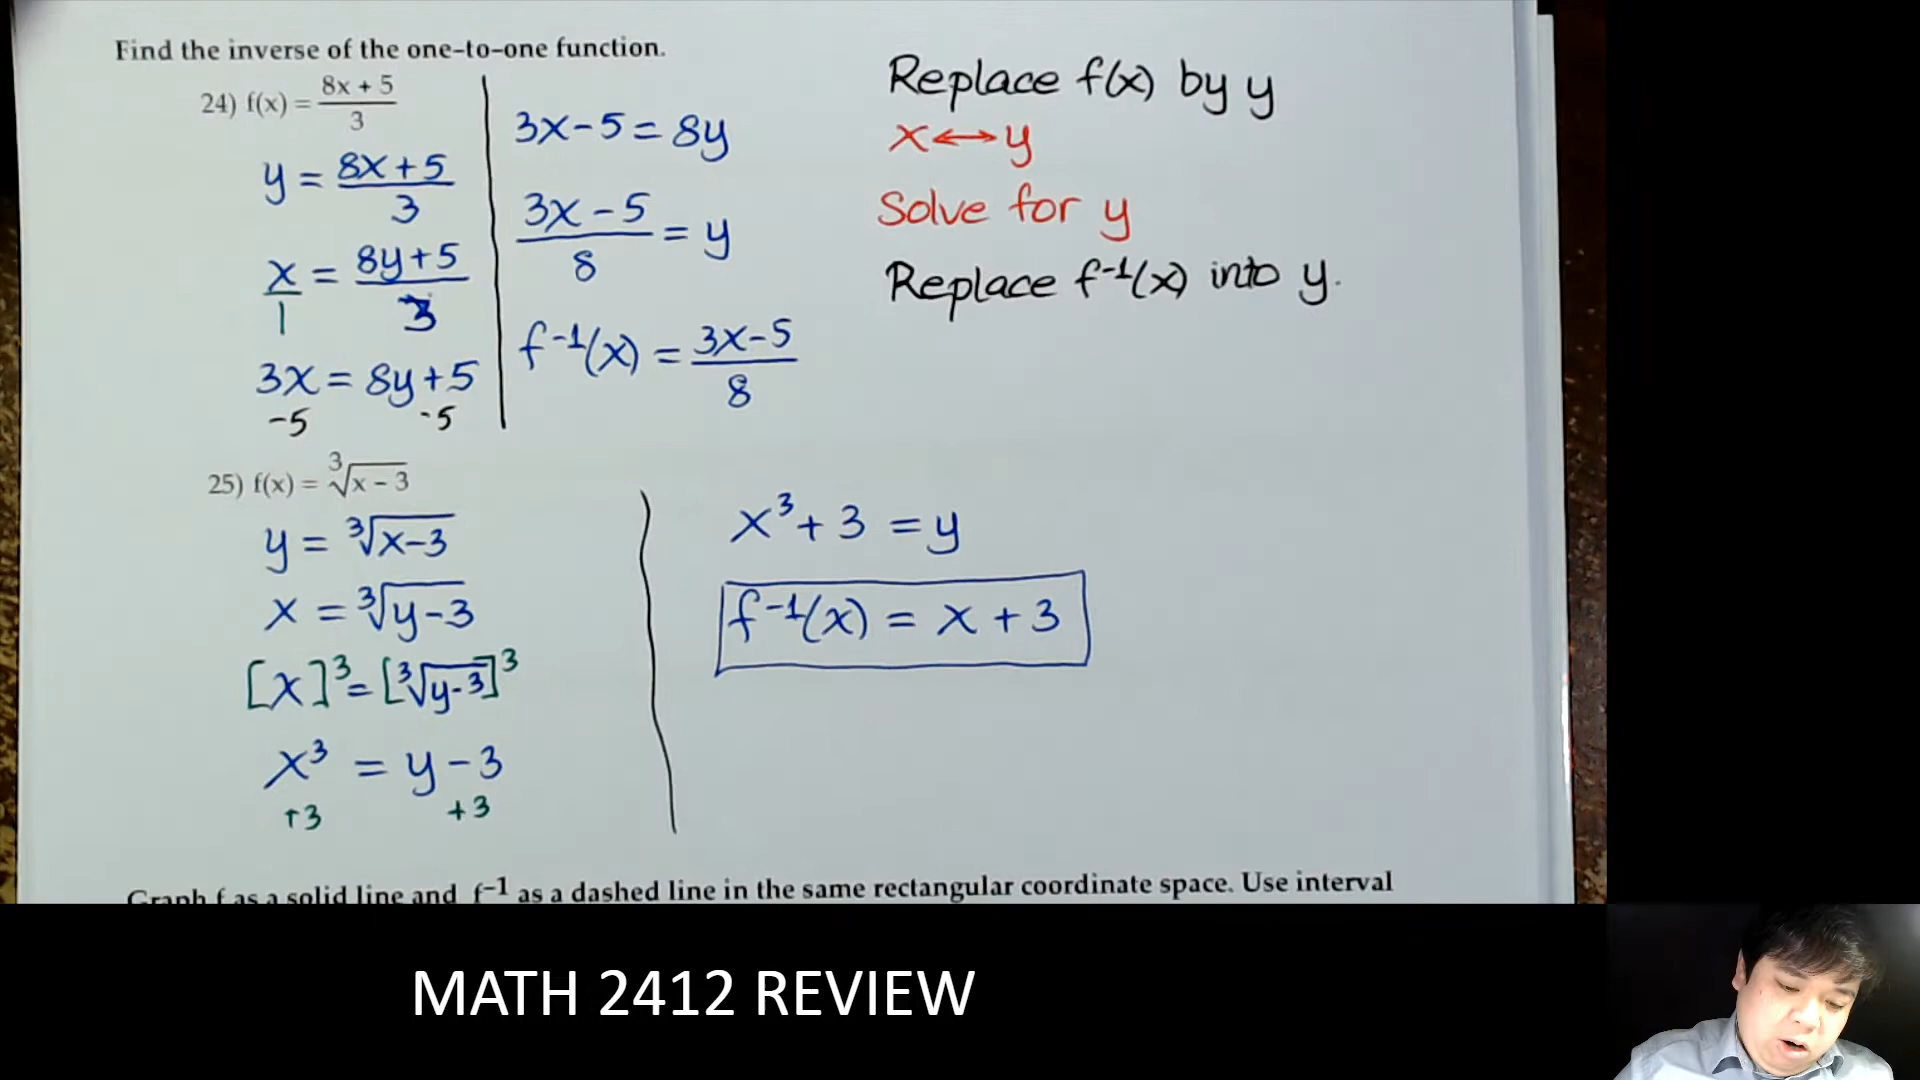 Find the inverse of the one-to-one function.
24) f(x) = 8x + 5 / 3
y = 8x+5 / 3
x/1 = 8y+5 / 3
3x = 8y+5
-5 -5
3x-5 = 8y
3x-5 / 8 = y
f⁻¹(x) = 3x-5 / 8
Replace f(x) by y
x ↔ y
Solve for y
Replace f⁻¹(x) into y.
25) f(x) = ³√(x - 3)
y = ³√(x-3)
x = ³√(y-3)
[x]³ = [³√(y-3)]³
x³ = y-3
+3 +3
x³+3 = y
f⁻¹(x) = x + 3
Graph f as a solid line and f⁻¹ as a dashed line in the same rectangular coordinate space. Use interval
MATH 2412 REVIEW